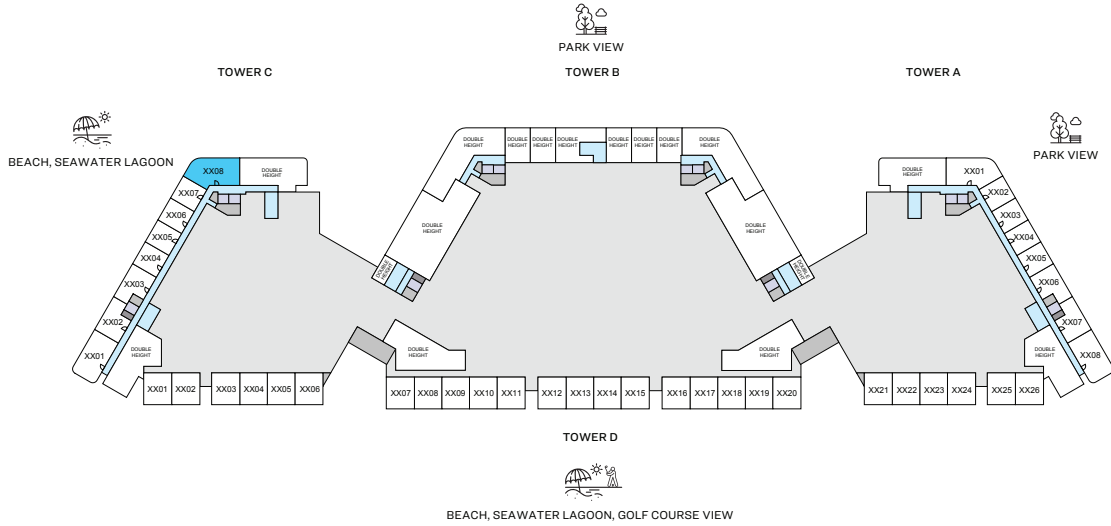 PARK VIEW
TOWER C
TOWER B
TOWER A
BEACH, SEAWATER LAGOON
PARK VIEW
DOUBLE
HEIGHT
DOUBLE
HEIGHT
DOUBLE
HEIGHT
DOUBLE
HEIGHT
DOUBLE
HEIGHT
DOUBLE
HEIGHT
DOUBLE
HEIGHT
DOUBLE
HEIGHT
XX08
DOUBLE
HEIGHT
XX07
XX06
XX05
XX04
XX03
XX02
XX01
DOUBLE
HEIGHT
DOUBLE
HEIGHT
DOUBLE
HEIGHT
DOUBLE
HEIGHT
DOUBLE
HEIGHT
DOUBLE
HEIGHT
DOUBLE
HEIGHT
DOUBLE
HEIGHT
XX01
XX02
XX03
XX04
XX05
XX06
XX07
XX08
DOUBLE
HEIGHT
XX01 XX02 XX03 XX04 XX05 XX06 XX07 XX08 XX09 XX10 XX11 XX12 XX13 XX14 XX15 XX16 XX17 XX18 XX19 XX20 XX21 XX22 XX23 XX24 XX25 XX26
TOWER D
BEACH, SEAWATER LAGOON, GOLF COURSE VIEW